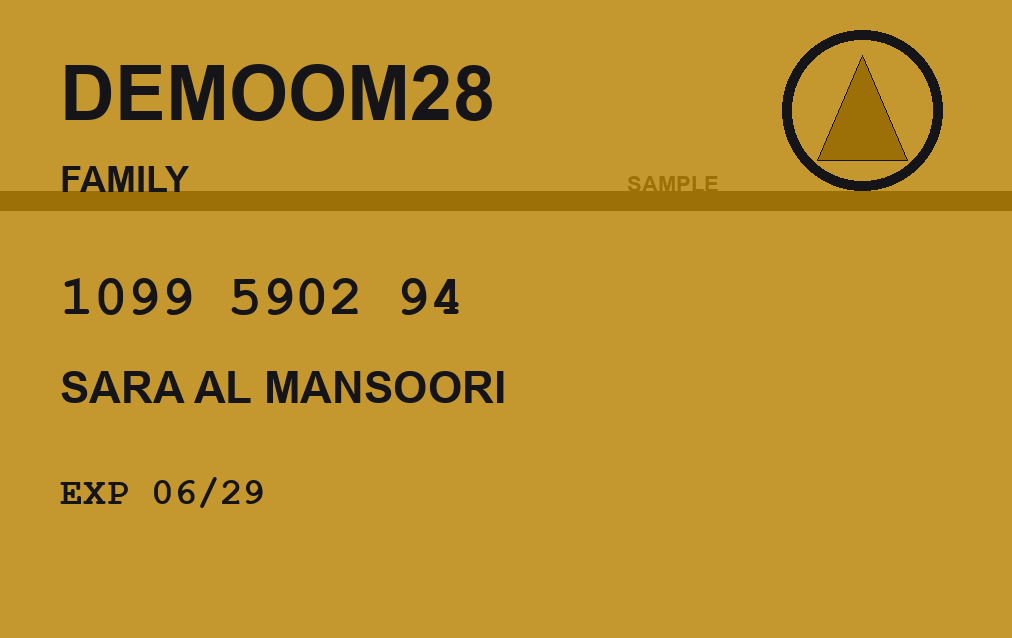 DEMOOM28
FAMILY
SAMPLE
1099 5902 94
SARA AL MANSOORI
EXP 06/29